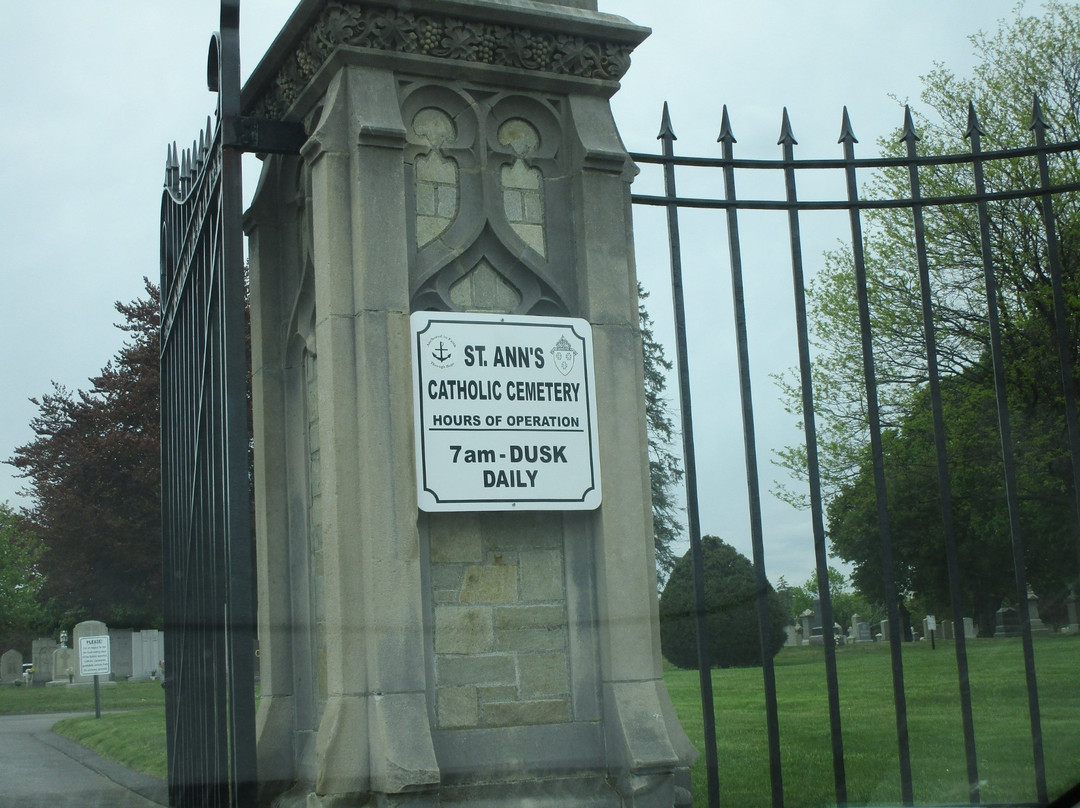 ST. ANN'S
CATHOLIC CEMETERY
HOURS OF OPERATION
7am - DUSK
DAILY
PLEASE!